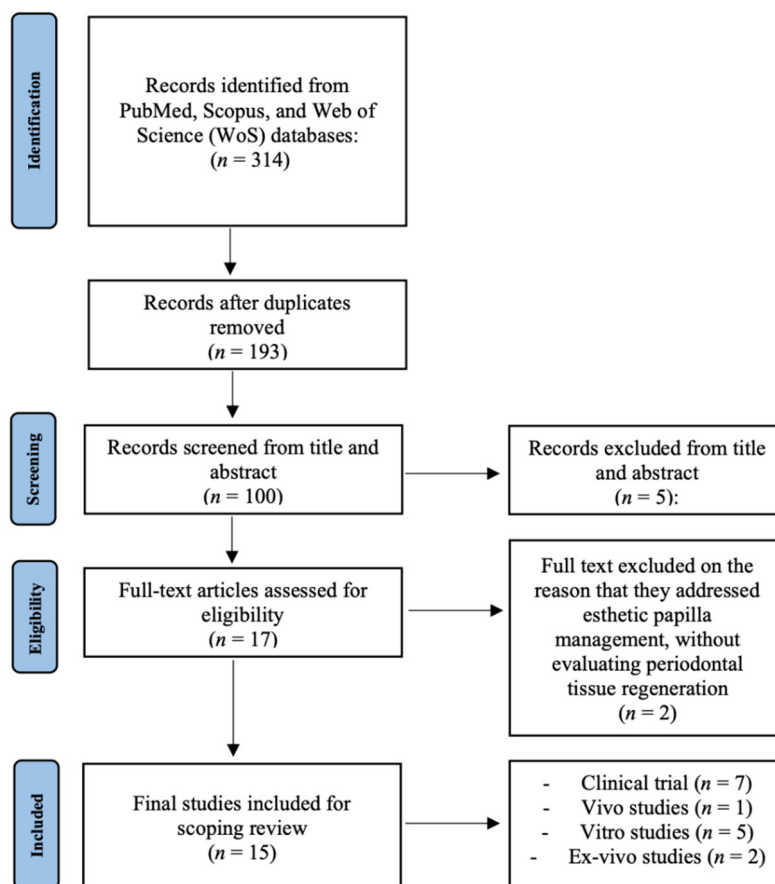 Identification
Records identified from
PubMed, Scopus, and Web of
Science (WoS) databases:
(n = 314)
Records after duplicates
removed
(n = 193)
Screening
Records screened from title and
abstract
(n = 100)
Records excluded from title
and abstract
(n = 5):
Eligibility
Full-text articles assessed for
eligibility
(n = 17)
Full text excluded on the
reason that they addressed
esthetic papilla
management, without
evaluating periodontal
tissue regeneration
(n = 2)
Included
Final studies included for
scoping review
(n = 15)
- Clinical trial (n = 7)
- Vivo studies (n = 1)
- Vitro studies (n = 5)
- Ex-vivo studies (n = 2)